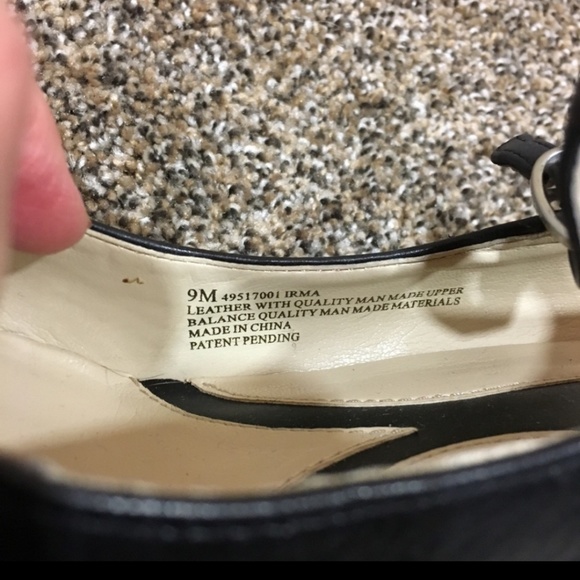 9M 49517001 IRMA
LEATHER WITH QUALITY MAN MADE UPPER
BALANCE QUALITY MAN MADE MATERIALS
MADE IN CHINA
PATENT PENDING